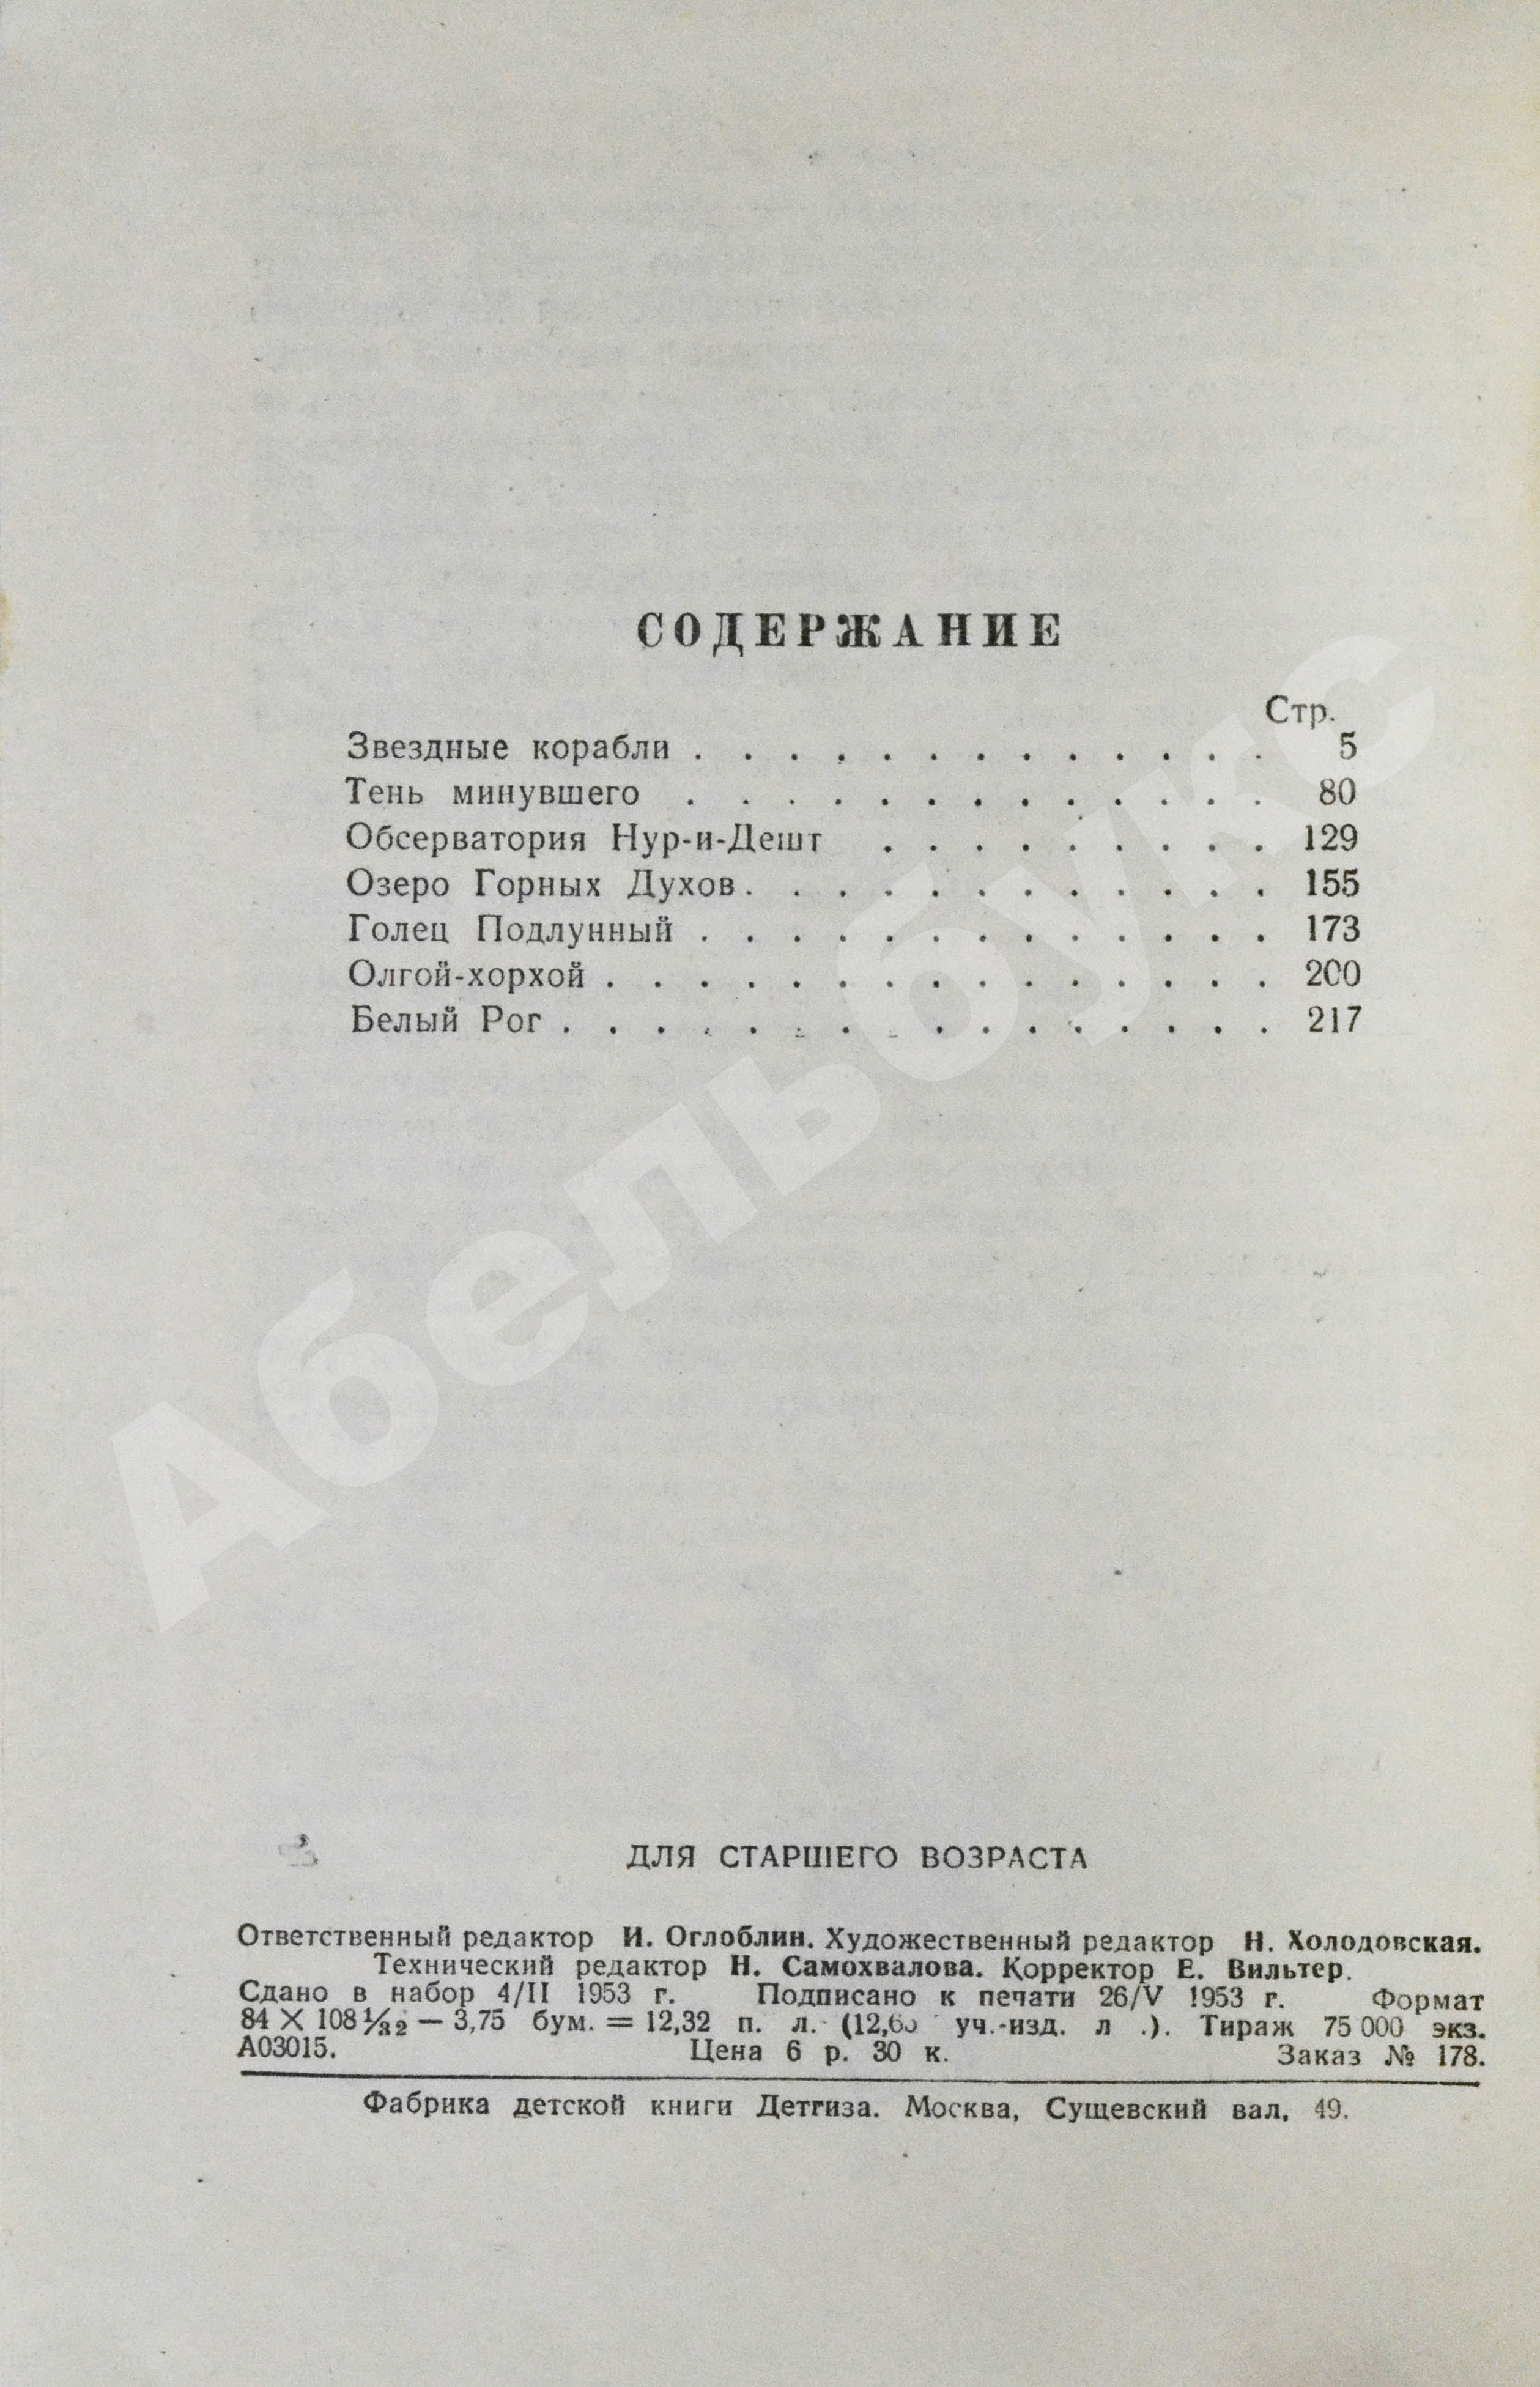 СОДЕРЖАНИЕ
Стр.
Звездные корабли . . . . . . . . . . . . . 5
Тень минувшего . . . . . . . . . . . . . 80
Обсерватория Нур-и-Дешт . . . . . . . . . 129
Озеро Горных Духов . . . . . . . . . . . . 155
Голец Подлунный . . . . . . . . . . . . . 173
Олгой-хорхой . . . . . . . . . . . . . . . 200
Белый Рог . . . . . . . . . . . . . . . . 217
Абельбукс
ДЛЯ СТАРШЕГО ВОЗРАСТА
Ответственный редактор И. Оглоблин. Художественный редактор Н. Холодовская.
Технический редактор Н. Самохвалова. Корректор Е. Вильтер.
Сдано в набор 4/II 1953 г. Подписано к печати 26/V 1953 г. Формат
84 × 108 1/32 — 3,75 бум. = 12,32 п. л. уч.-изд. л .). Тираж 75 000 экз.
А03015. Цена 6 р. 30 к. Заказ № 178.
Фабрика детской книги Детгиза. Москва, Сущевский вал, 49.